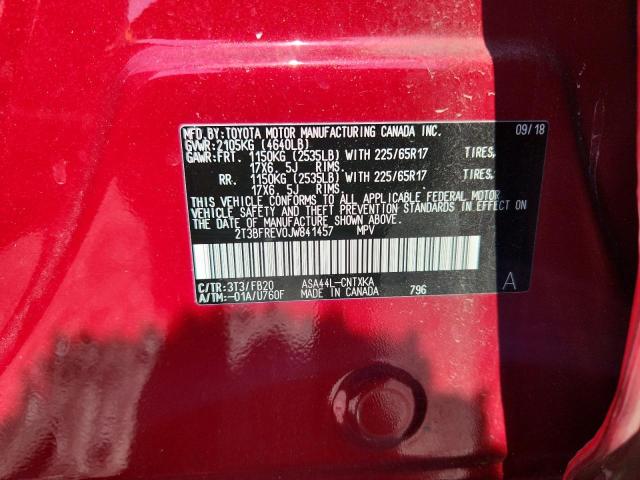 MFD.BY:TOYOTA MOTOR MANUFACTURING CANADA INC. 09/18
GVWR:2105KG (4640LB)
GAWR:FRT. 1150KG (2535LB) WITH 225/65R17 TIRES,
17X6. 5J RIMS.
RR. 1150KG (2535LB) WITH 225/65R17 TIRES,
17X6. 5J RIMS.
THIS VEHICLE CONFORMS TO ALL APPLICABLE FEDERAL MOTOR
VEHICLE SAFETY AND THEFT PREVENTION STANDARDS IN EFFECT ON
THE DATE OF MANUFACTURE SHOWN ABOVE.
2T3BFREV0JW841457 MPV
C/TR:3T3/FB20 ASA44L-CNTXKA A
A/TM:-01A/U760F MADE IN CANADA 796